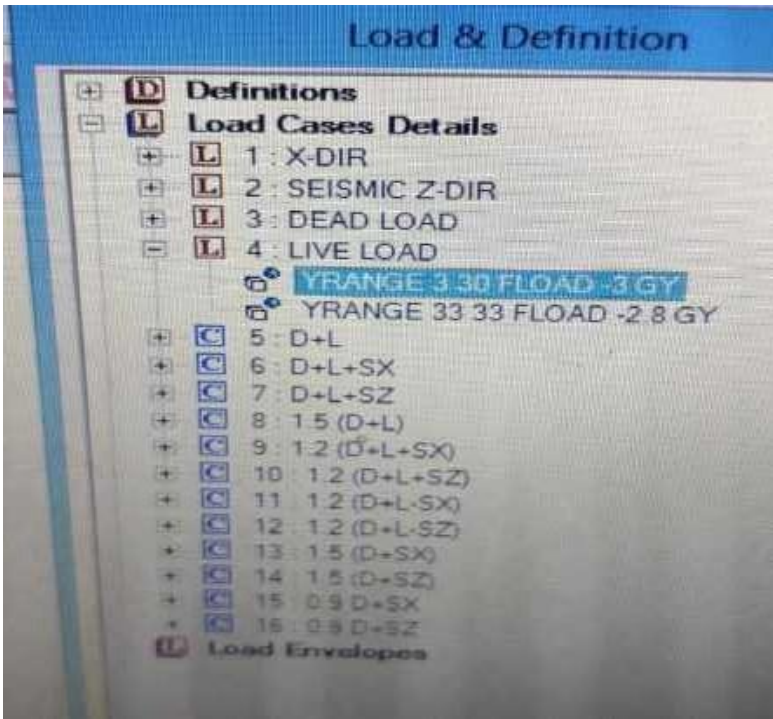 Load & Definition
D Definitions
L Load Cases Details
L 1 : X-DIR
L 2 : SEISMIC Z-DIR
L 3 : DEAD LOAD
L 4 : LIVE LOAD
YRANGE 3 30 FLOAD -3 GY
YRANGE 33 33 FLOAD -2.8 GY
C 5 : D+L
C 6 : D+L+SX
C 7 : D+L+SZ
C 8 : 1.5 (D+L)
C 9 : 1.2 (D+L+SX)
C 10 : 1.2 (D+L+SZ)
C 11 : 1.2 (D+L-SX)
C 12 : 1.2 (D+L-SZ)
C 13 : 1.5 (D+SX)
C 14 : 1.5 (D+SZ)
C 15 : 0.9 D+SX
C 16 : 0.9 D+SZ
L Load Envelopes